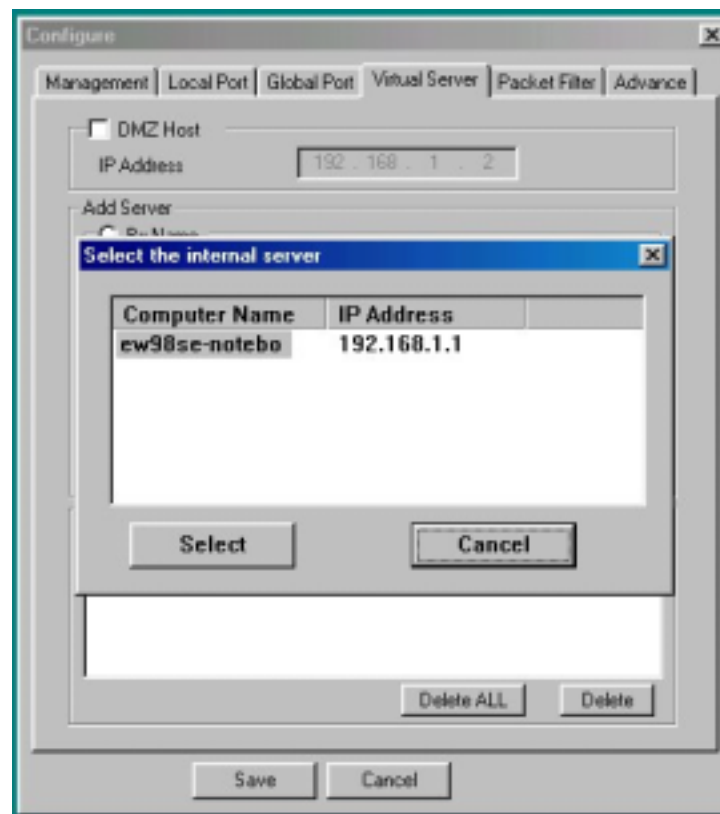 Configure
Management Local Port Global Port Virtual Server Packet Filter Advance
DMZ Host
IP Address 192 . 168 . 1 . 2
Add Server
By Name
Select the internal server
Computer Name IP Address
ew98se-notebo 192.168.1.1
Select Cancel
Delete ALL Delete
Save Cancel